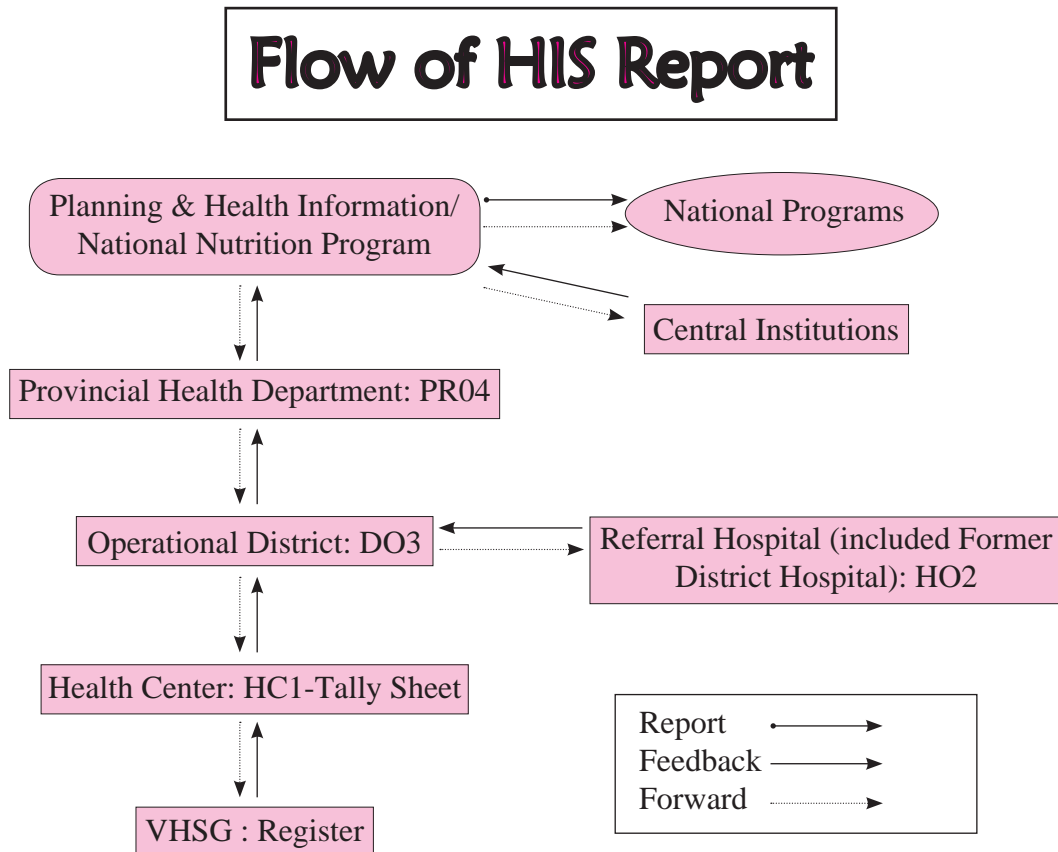 Flow of HIS Report
Planning & Health Information/
National Nutrition Program
National Programs
Central Institutions
Provincial Health Department: PR04
Operational District: DO3
Referral Hospital (included Former
District Hospital): HO2
Health Center: HC1-Tally Sheet
VHSG : Register
Report
Feedback
Forward